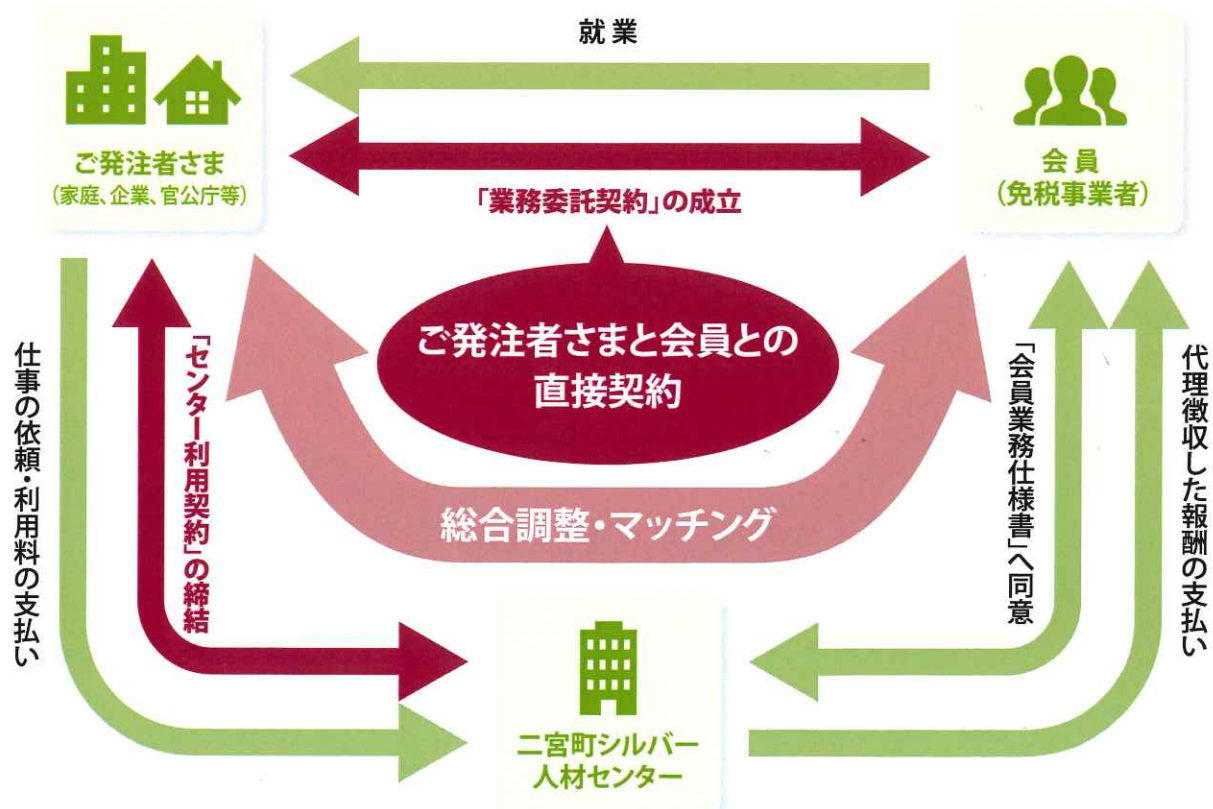 就業
ご発注者さま
(家庭、企業、官公庁等)
会員
(免税事業者)
「業務委託契約」の成立
ご発注者さまと会員との
直接契約
仕事の依頼・利用料の支払い
「センター利用契約」の締結
「会員業務仕様書」へ同意
代理徴収した報酬の支払い
総合調整・マッチング
二宮町シルバー
人材センター